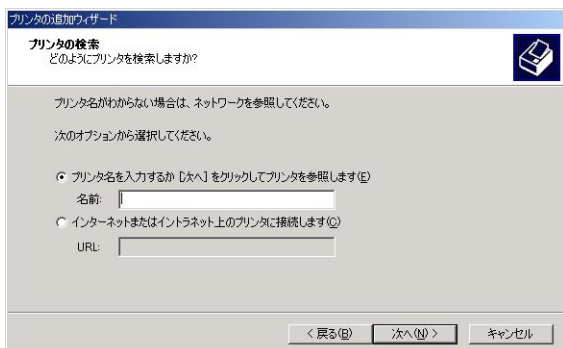 プリンタの追加ウィザード
プリンタの検索
どのようにプリンタを検索しますか?
プリンタ名がわからない場合は、ネットワークを参照してください。
次のオプションから選択してください。
プリンタ名を入力するか [次へ] をクリックしてプリンタを参照します(E)
名前:
インターネットまたはイントラネット上のプリンタに接続します(C)
URL:
< 戻る(B) 次へ(N) > キャンセル